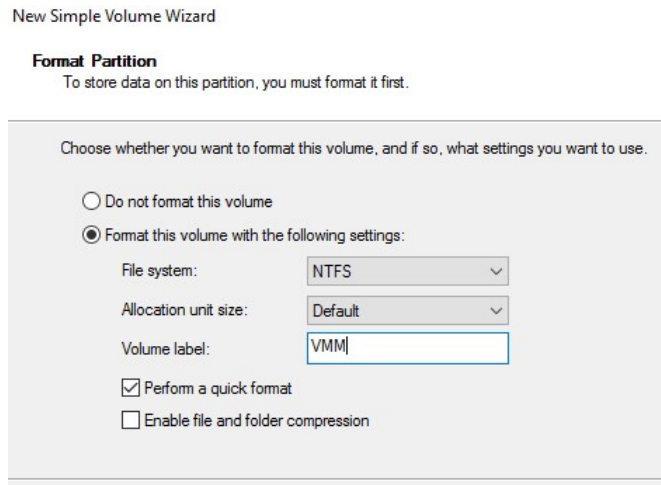 New Simple Volume Wizard
Format Partition
To store data on this partition, you must format it first.
Choose whether you want to format this volume, and if so, what settings you want to use.
Do not format this volume
Format this volume with the following settings:
File system: NTFS
Allocation unit size: Default
Volume label: VMM
Perform a quick format
Enable file and folder compression